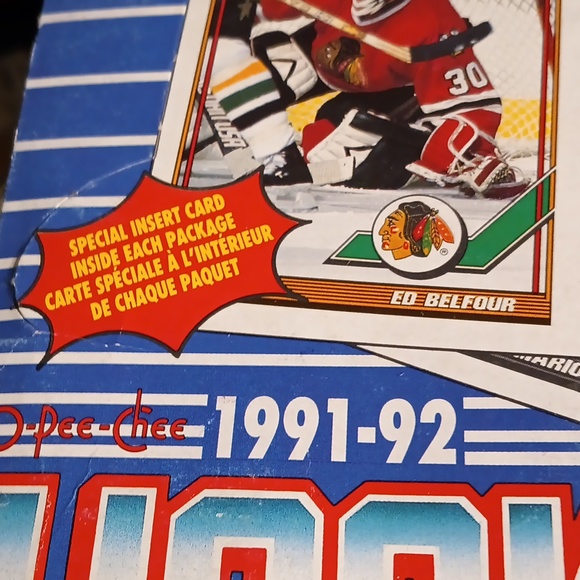 30
SPECIAL INSERT CARD
INSIDE EACH PACKAGE
CARTE SPÉCIALE À L'INTÉRIEUR
DE CHAQUE PAQUET
®
ED BELFOUR
MARIO
O-Pee-Chee 1991-92